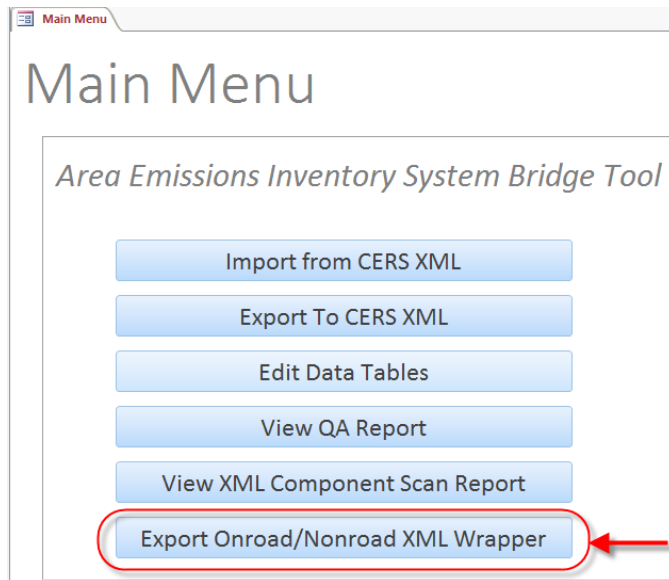 Main Menu
Main Menu
Area Emissions Inventory System Bridge Tool
Import from CERS XML
Export To CERS XML
Edit Data Tables
View QA Report
View XML Component Scan Report
Export Onroad/Nonroad XML Wrapper